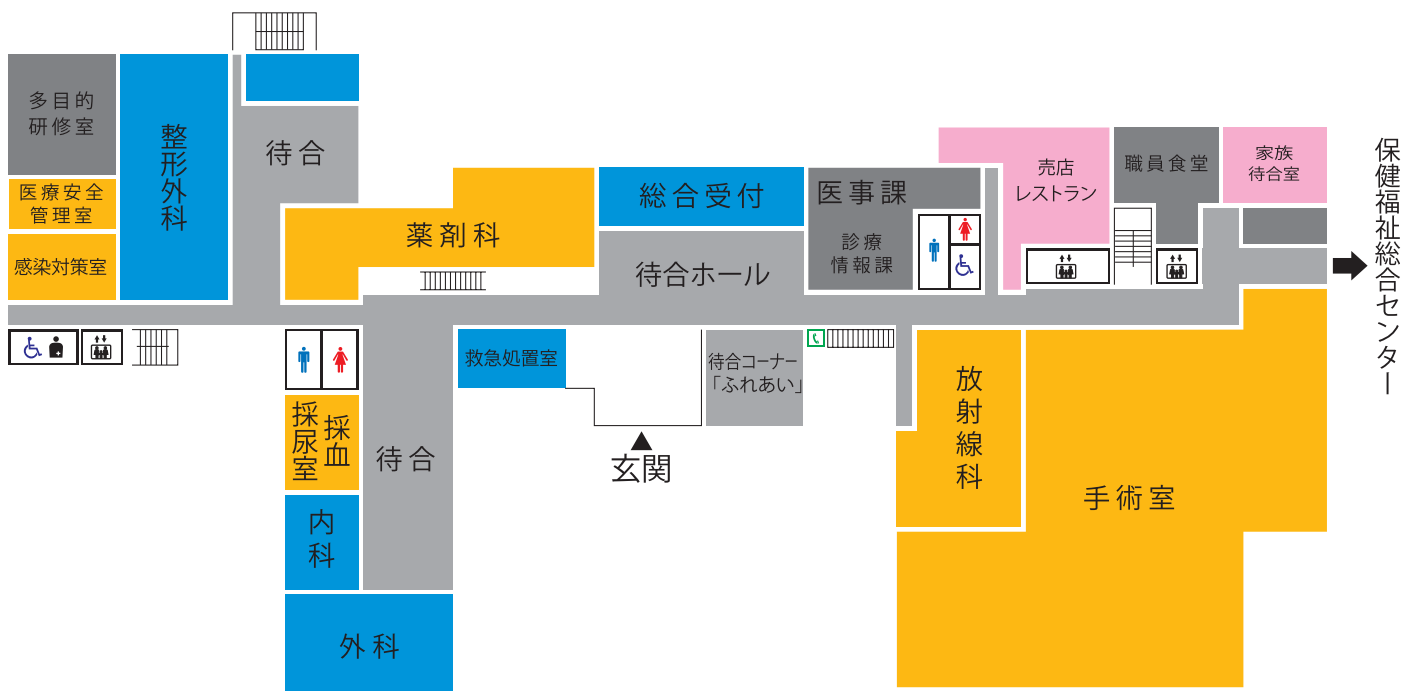 多目的
研修室
医療安全
管理室
感染対策室
整形外科
待合
薬剤科
総合受付
待合ホール
医事課
診療
情報課
売店
レストラン
職員食堂
家族
待合室
保健福祉総合センター
救急処置室
待合コーナー
「ふれあい」
玄関
採血
採尿室
待合
内科
外科
放射線科
手術室